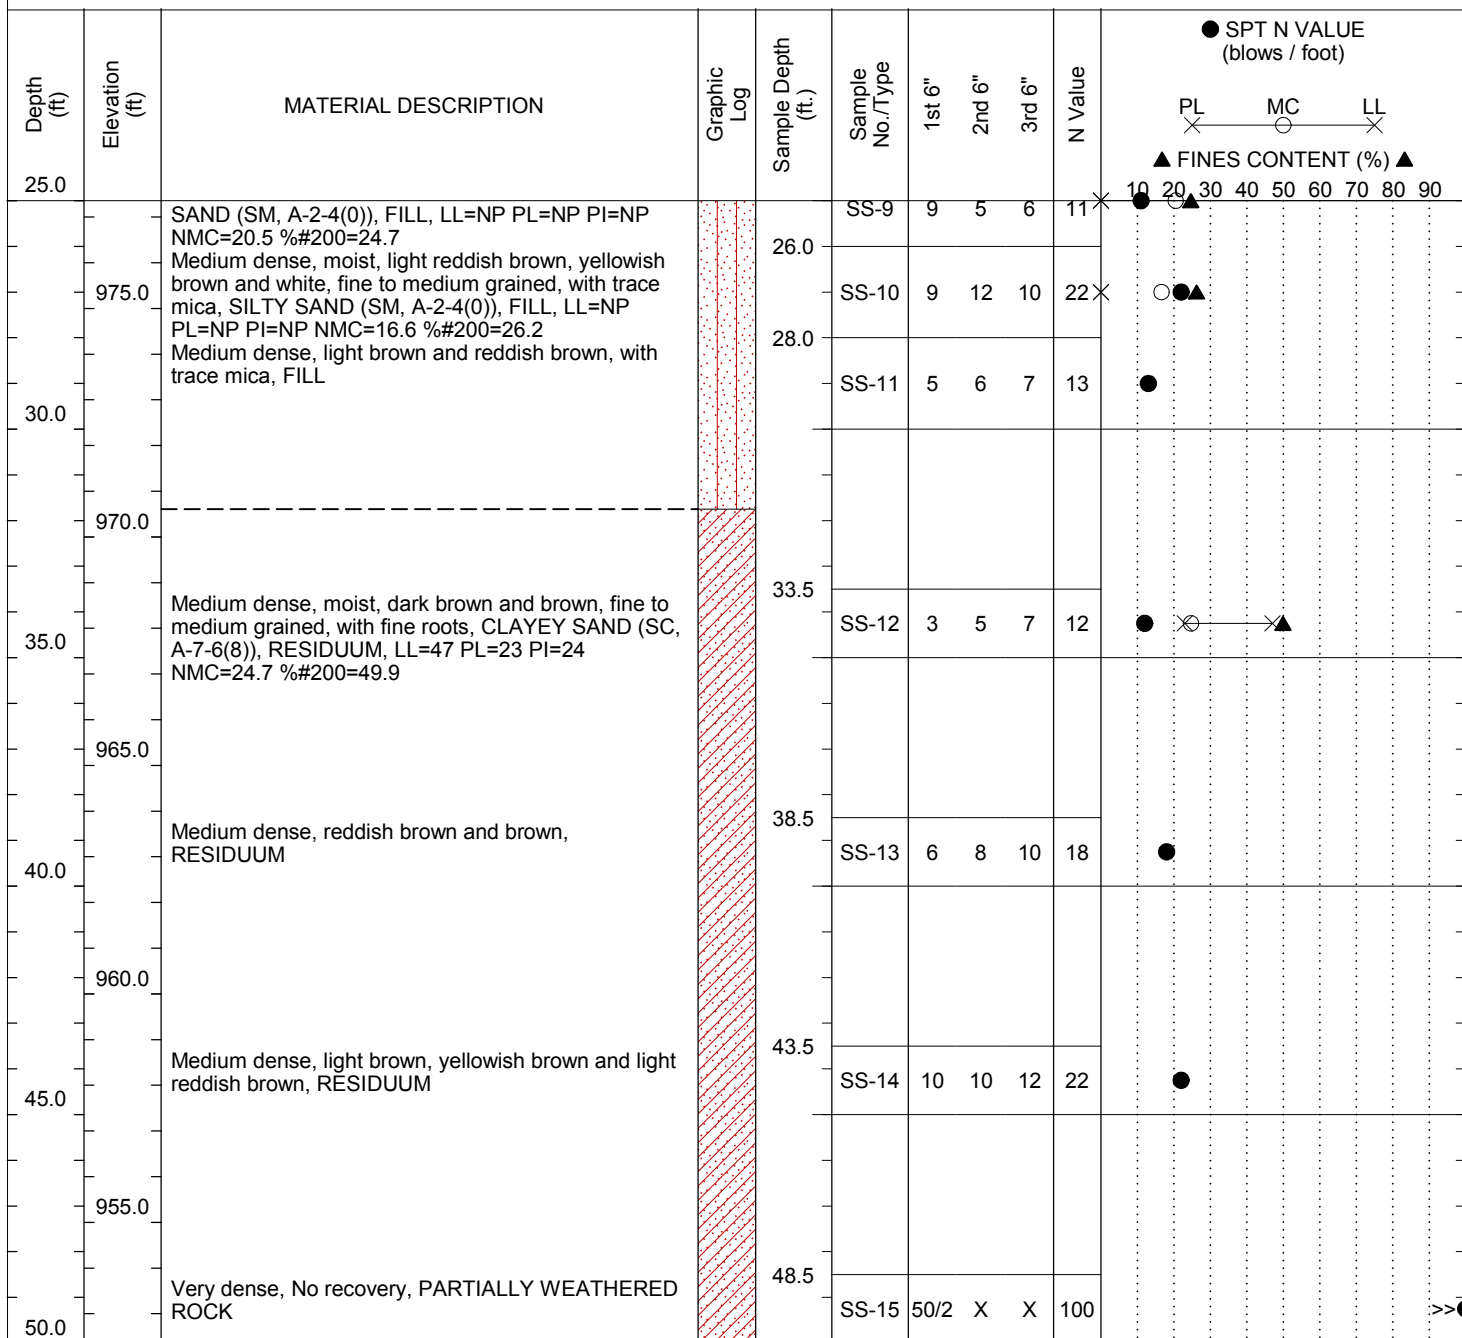 ● SPT N VALUE
(blows / foot)
Depth
(ft)
Elevation
(ft)
MATERIAL DESCRIPTION
Graphic
Log
Sample Depth
(ft.)
Sample
No./Type
1st 6"
2nd 6"
3rd 6"
N Value
PL MC LL
▲ FINES CONTENT (%) ▲
10 20 30 40 50 60 70 80 90
25.0
SAND (SM, A-2-4(0)), FILL, LL=NP PL=NP PI=NP
NMC=20.5 %#200=24.7
SS-9 9 5 6 11
26.0
Medium dense, moist, light reddish brown, yellowish
brown and white, fine to medium grained, with trace
mica, SILTY SAND (SM, A-2-4(0)), FILL, LL=NP
PL=NP PI=NP NMC=16.6 %#200=26.2
975.0
SS-10 9 12 10 22
28.0
Medium dense, light brown and reddish brown, with
trace mica, FILL
SS-11 5 6 7 13
30.0
970.0
33.5
Medium dense, moist, dark brown and brown, fine to
medium grained, with fine roots, CLAYEY SAND (SC,
A-7-6(8)), RESIDUUM, LL=47 PL=23 PI=24
NMC=24.7 %#200=49.9
SS-12 3 5 7 12
35.0
965.0
38.5
Medium dense, reddish brown and brown,
RESIDUUM
SS-13 6 8 10 18
40.0
960.0
43.5
Medium dense, light brown, yellowish brown and light
reddish brown, RESIDUUM
SS-14 10 10 12 22
45.0
955.0
48.5
Very dense, No recovery, PARTIALLY WEATHERED
ROCK
SS-15 50/2 X X 100 >>●
50.0